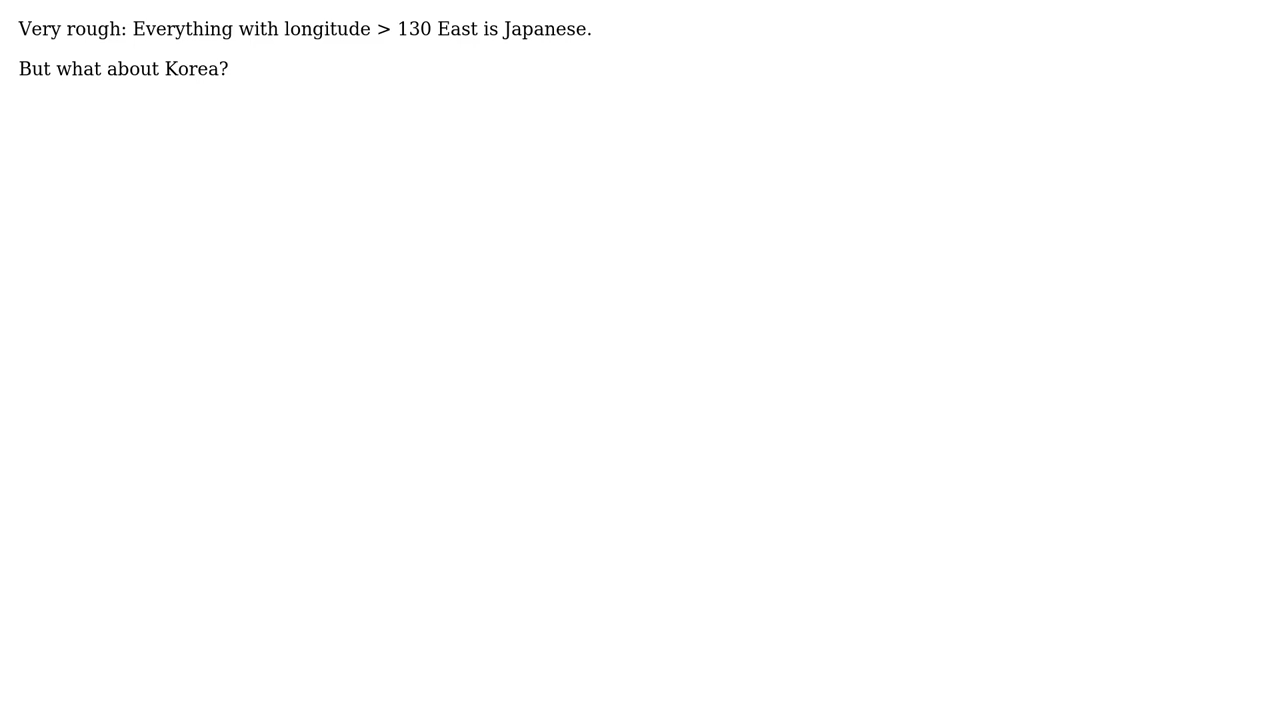 Very rough: Everything with longitude > 130 East is Japanese.
But what about Korea?